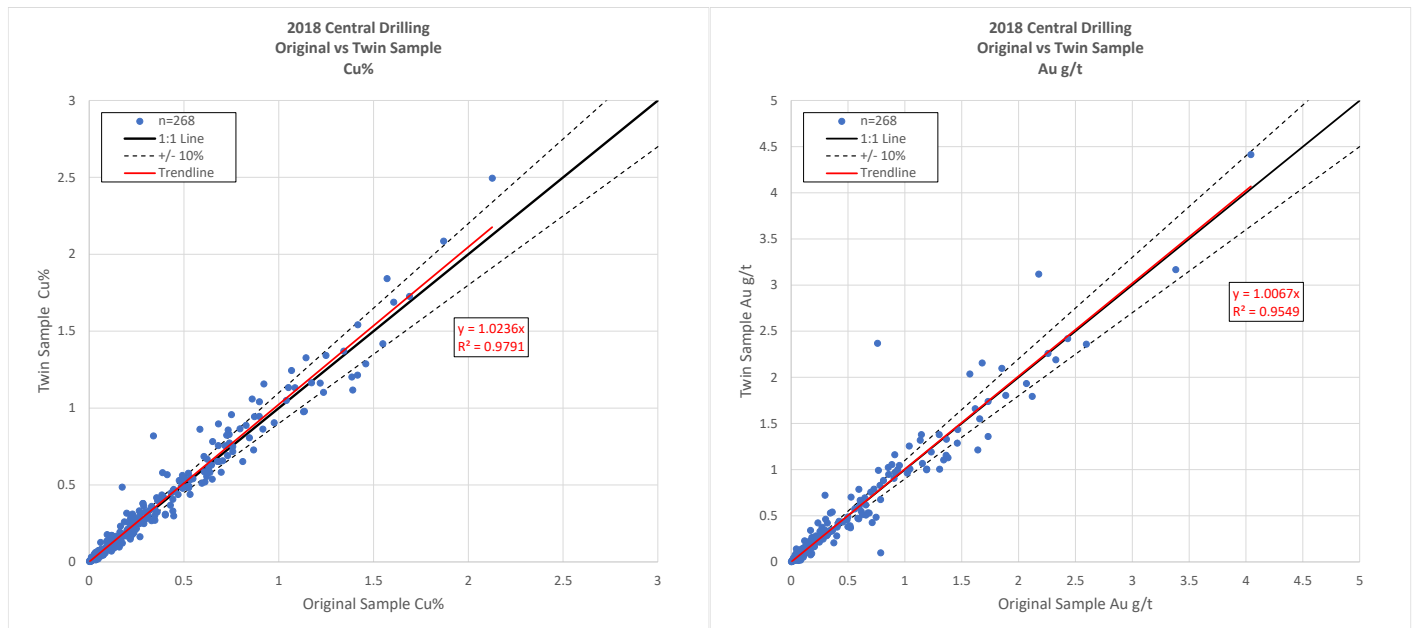 2018 Central Drilling
Original vs Twin Sample
Cu%
3
2.5
2
1.5
1
0.5
0
0
0.5
1
1.5
2
2.5
3
Twin Sample Cu%
Original Sample Cu%
n=268
1:1 Line
+/- 10%
Trendline
y = 1.0236x
R² = 0.9791
2018 Central Drilling
Original vs Twin Sample
Au g/t
5
4.5
4
3.5
3
2.5
2
1.5
1
0.5
0
0
0.5
1
1.5
2
2.5
3
3.5
4
4.5
5
Twin Sample Au g/t
Original Sample Au g/t
n=268
1:1 Line
+/- 10%
Trendline
y = 1.0067x
R² = 0.9549